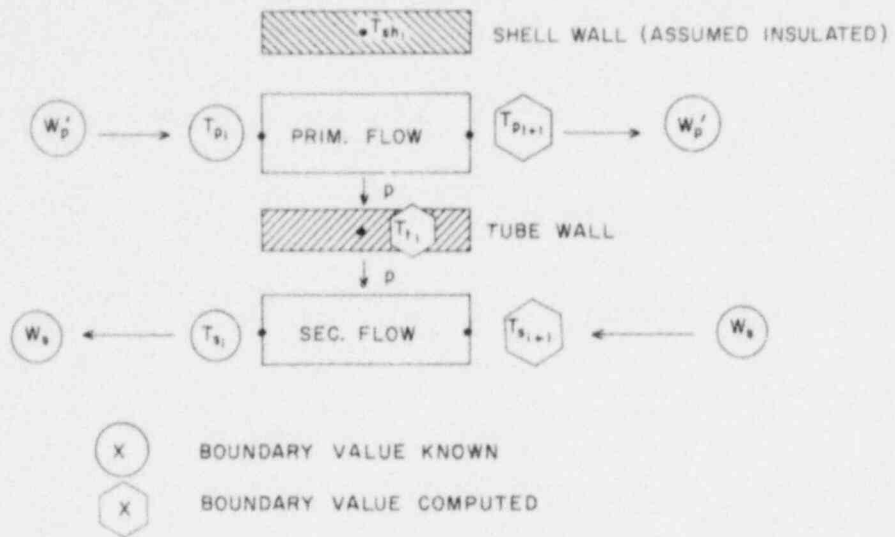 T_sh_i SHELL WALL (ASSUMED INSULATED)
W_p' T_p_i PRIM. FLOW T_p_i+1 W_p'
p
T_t_i TUBE WALL
p
W_s T_s_i SEC. FLOW T_s_i+1 W_s
X BOUNDARY VALUE KNOWN
X BOUNDARY VALUE COMPUTED